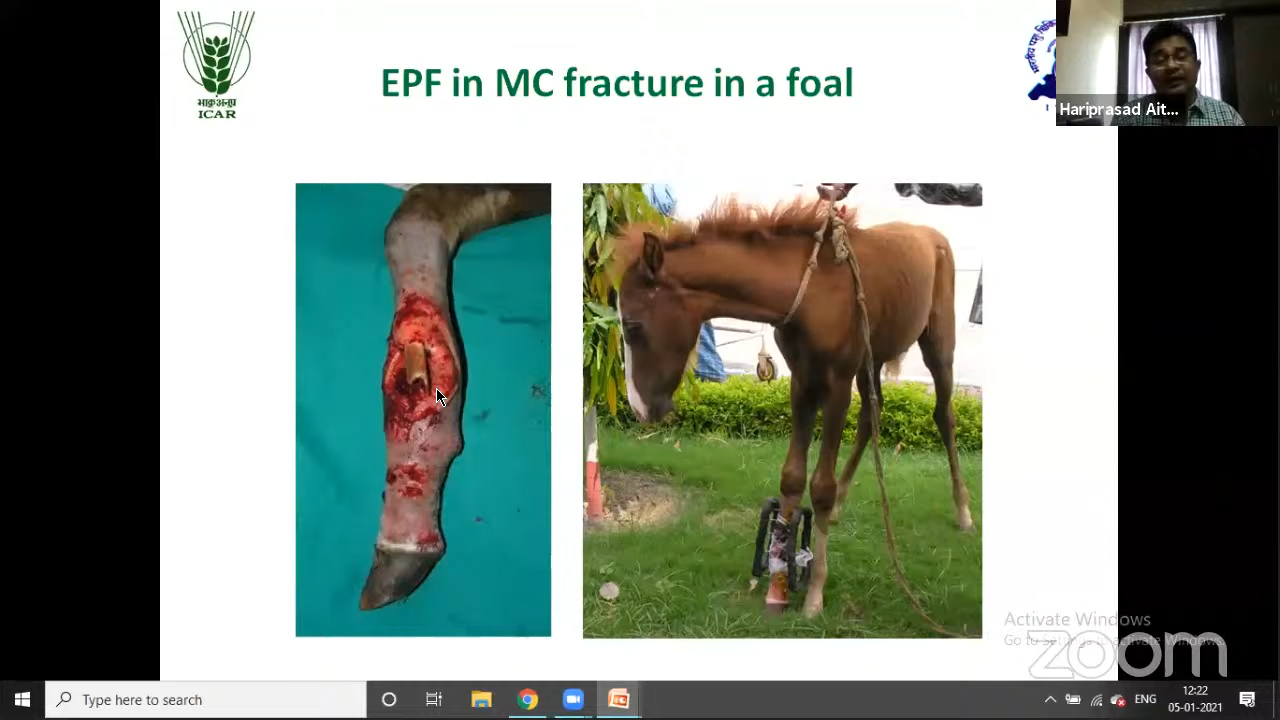 भाकृअनुप
ICAR
EPF in MC fracture in a foal
Hariprasad Ait...
Activate Windows
Go to Settings to activate Windows.
zoom
Type here to search
ENG
12:22
05-01-2021